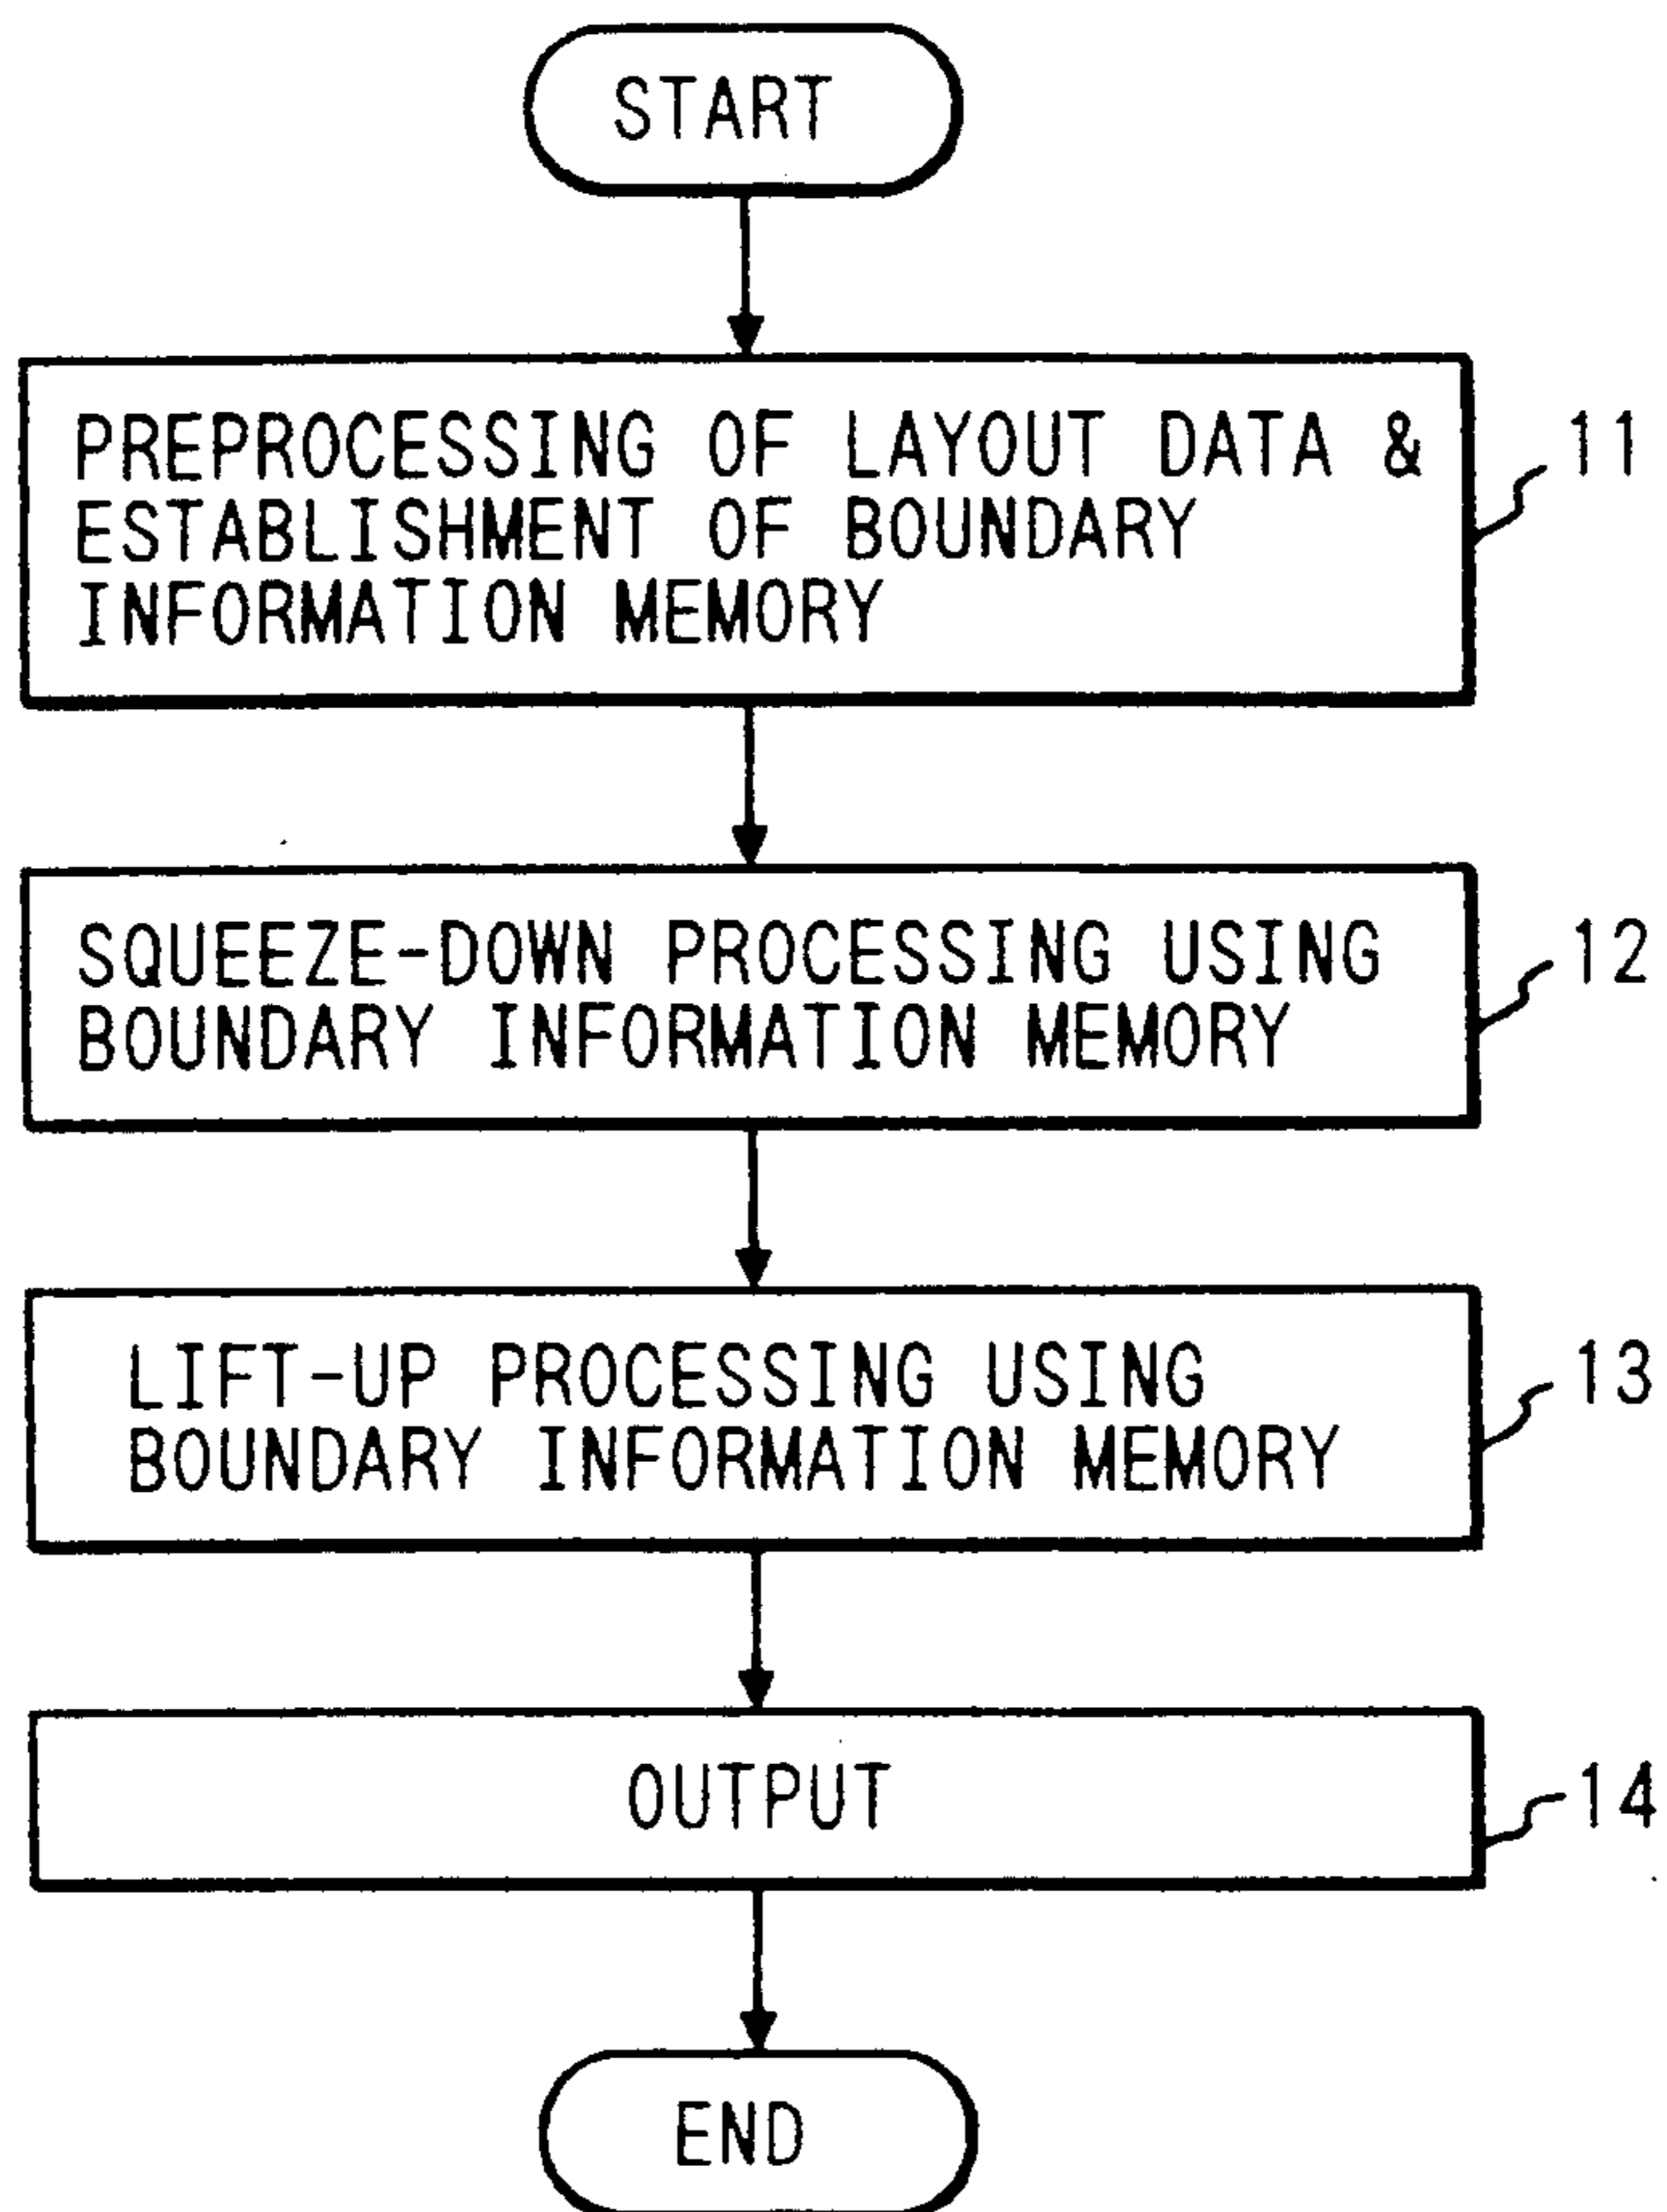 START
PREPROCESSING OF LAYOUT DATA &
ESTABLISHMENT OF BOUNDARY
INFORMATION MEMORY
11
SQUEEZE-DOWN PROCESSING USING
BOUNDARY INFORMATION MEMORY
12
LIFT-UP PROCESSING USING
BOUNDARY INFORMATION MEMORY
13
OUTPUT
14
END